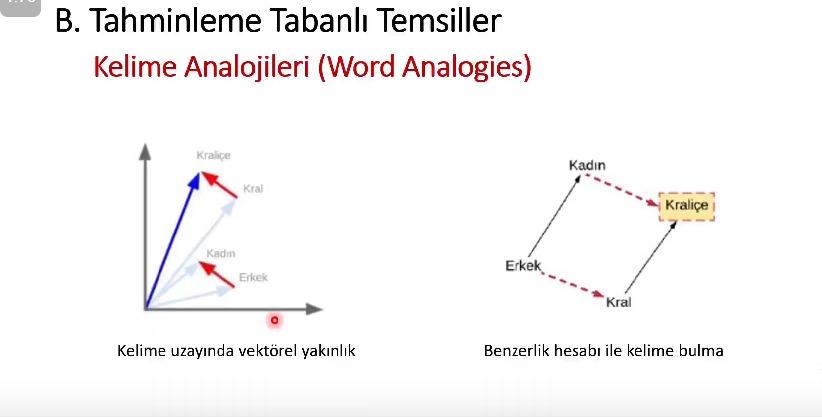 B. Tahminleme Tabanlı Temsiller
Kelime Analojileri (Word Analogies)
Kraliçe
Kral
Kadın
Erkek
Kelime uzayında vektörel yakınlık
Kadın
Kraliçe
Erkek
Kral
Benzerlik hesabı ile kelime bulma